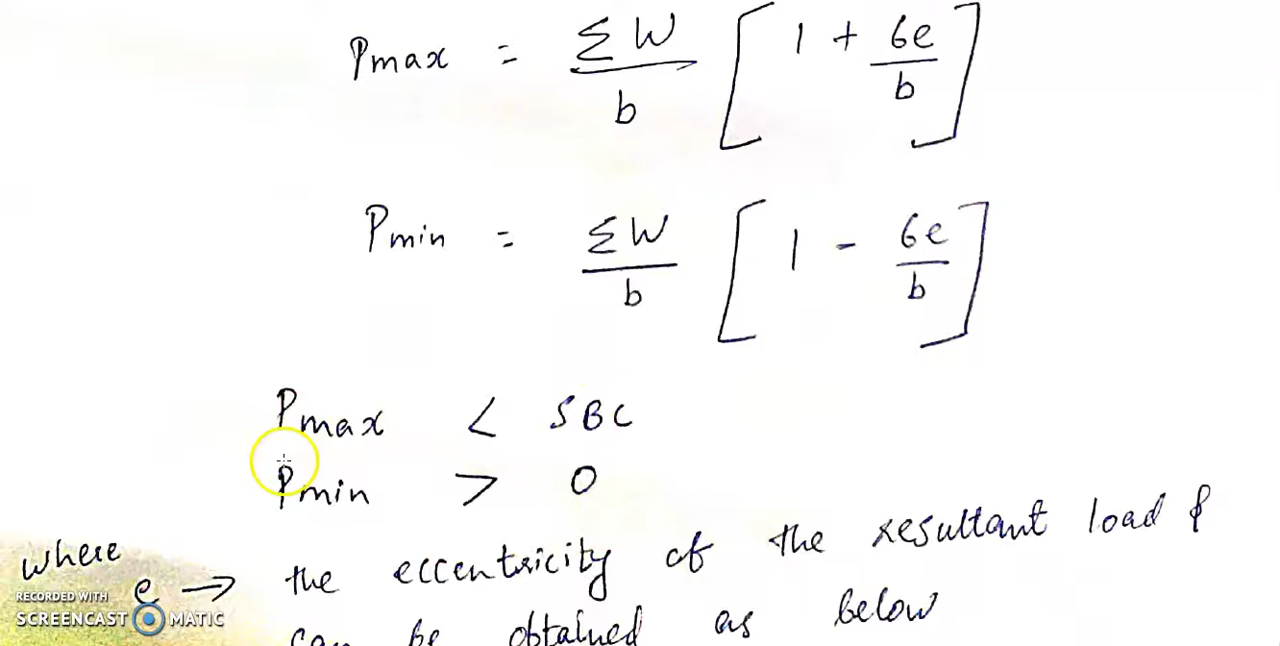 Pmax = ΣW/b [1 + 6e/b]
Pmin = ΣW/b [1 - 6e/b]
Pmax < SBC
Pmin > 0
where
e → the eccentricity of the resultant load &
can be obtained as below
RECORDED WITH
SCREENCAST MATIC